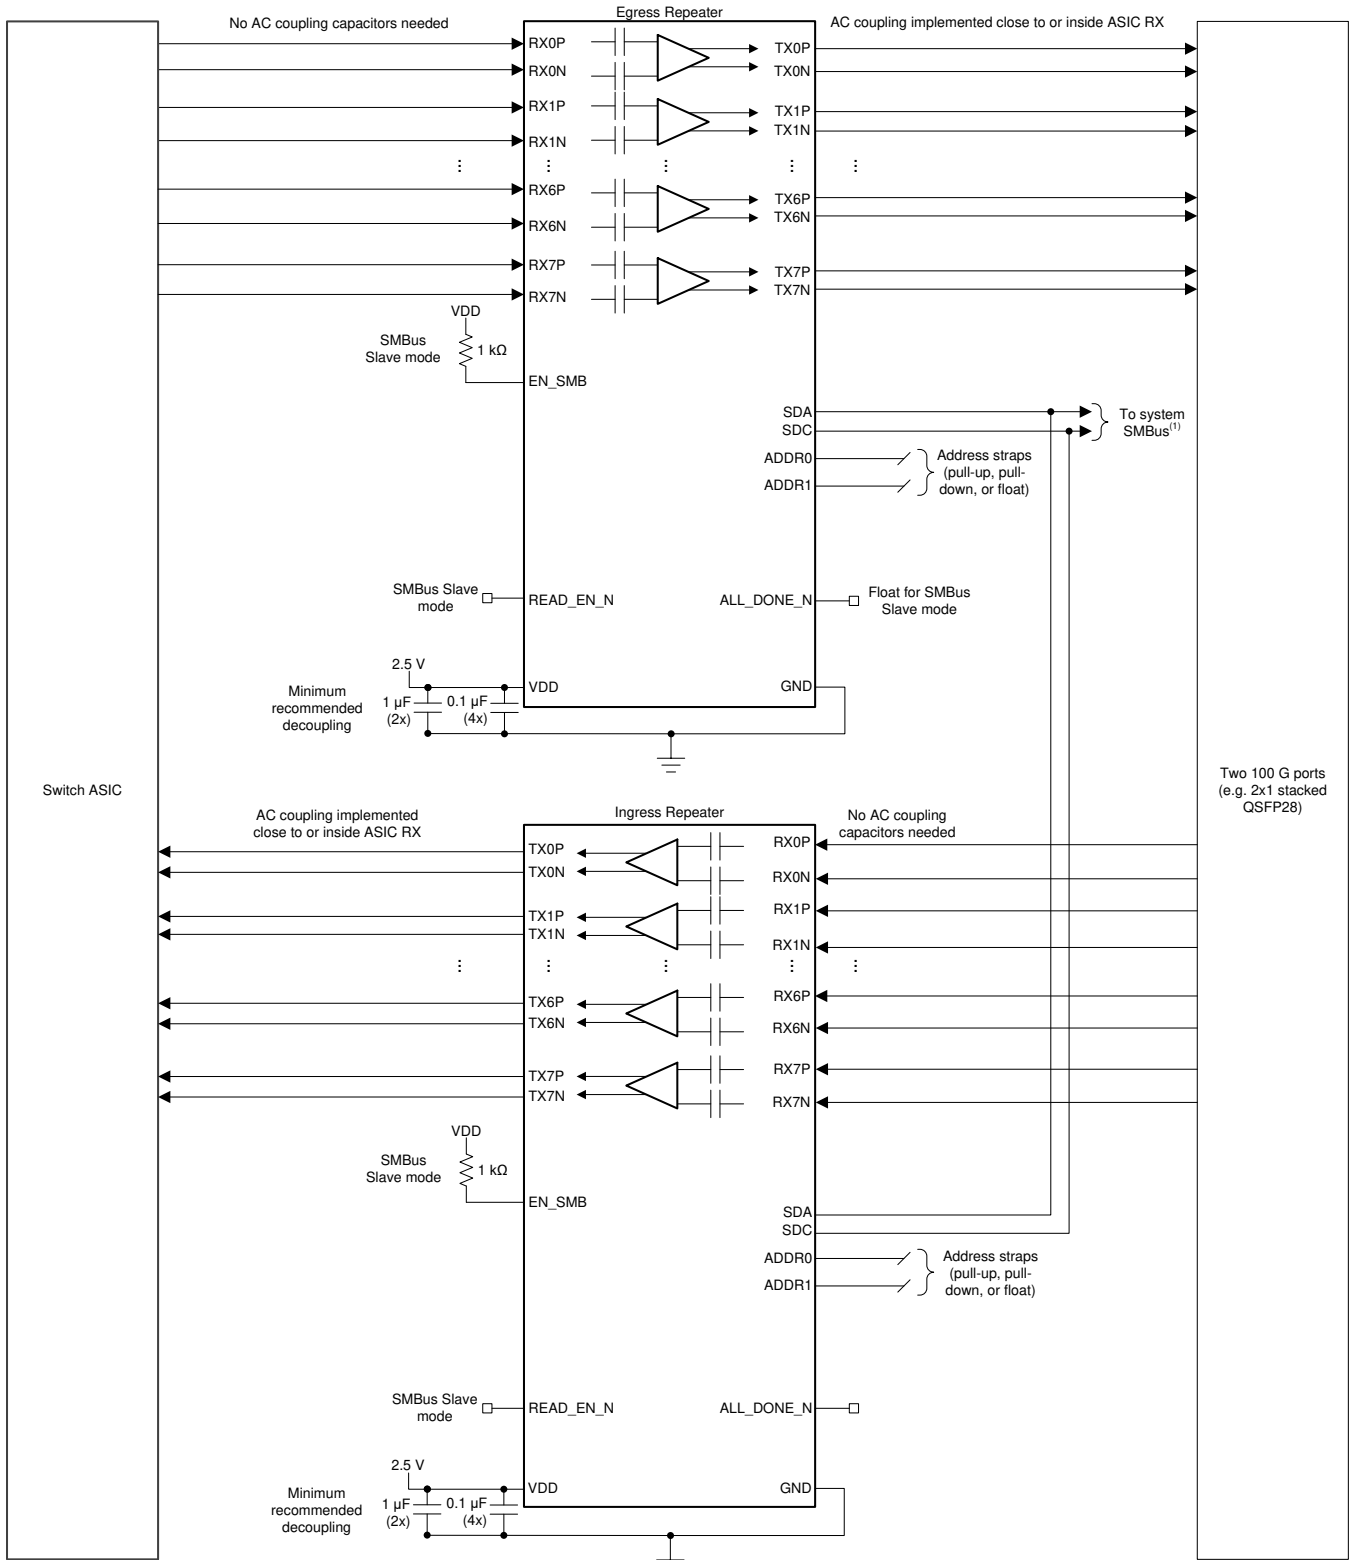 Egress Repeater
No AC coupling capacitors needed
AC coupling implemented close to or inside ASIC RX
RX0P
TX0P
RX0N
TX0N
RX1P
TX1P
RX1N
TX1N
RX6P
TX6P
RX6N
TX6N
RX7P
TX7P
RX7N
TX7N
VDD
SMBus
Slave mode
1 kΩ
EN_SMB
SDA
SDC
To system
SMBus(1)
ADDR0
ADDR1
Address straps
(pull-up, pull-
down, or float)
SMBus Slave
mode
READ_EN_N
ALL_DONE_N
Float for SMBus
Slave mode
2.5 V
VDD
GND
Minimum
recommended
decoupling
1 µF
(2x)
0.1 µF
(4x)
Switch ASIC
Two 100 G ports
(e.g. 2x1 stacked
QSFP28)
Ingress Repeater
AC coupling implemented
close to or inside ASIC RX
No AC coupling
capacitors needed
TX0P
RX0P
TX0N
RX0N
TX1P
RX1P
TX1N
RX1N
TX6P
RX6P
TX6N
RX6N
TX7P
RX7P
TX7N
RX7N
VDD
SMBus
Slave mode
1 kΩ
EN_SMB
SDA
SDC
ADDR0
ADDR1
Address straps
(pull-up, pull-
down, or float)
SMBus Slave
mode
READ_EN_N
ALL_DONE_N
2.5 V
VDD
GND
Minimum
recommended
decoupling
1 µF
(2x)
0.1 µF
(4x)